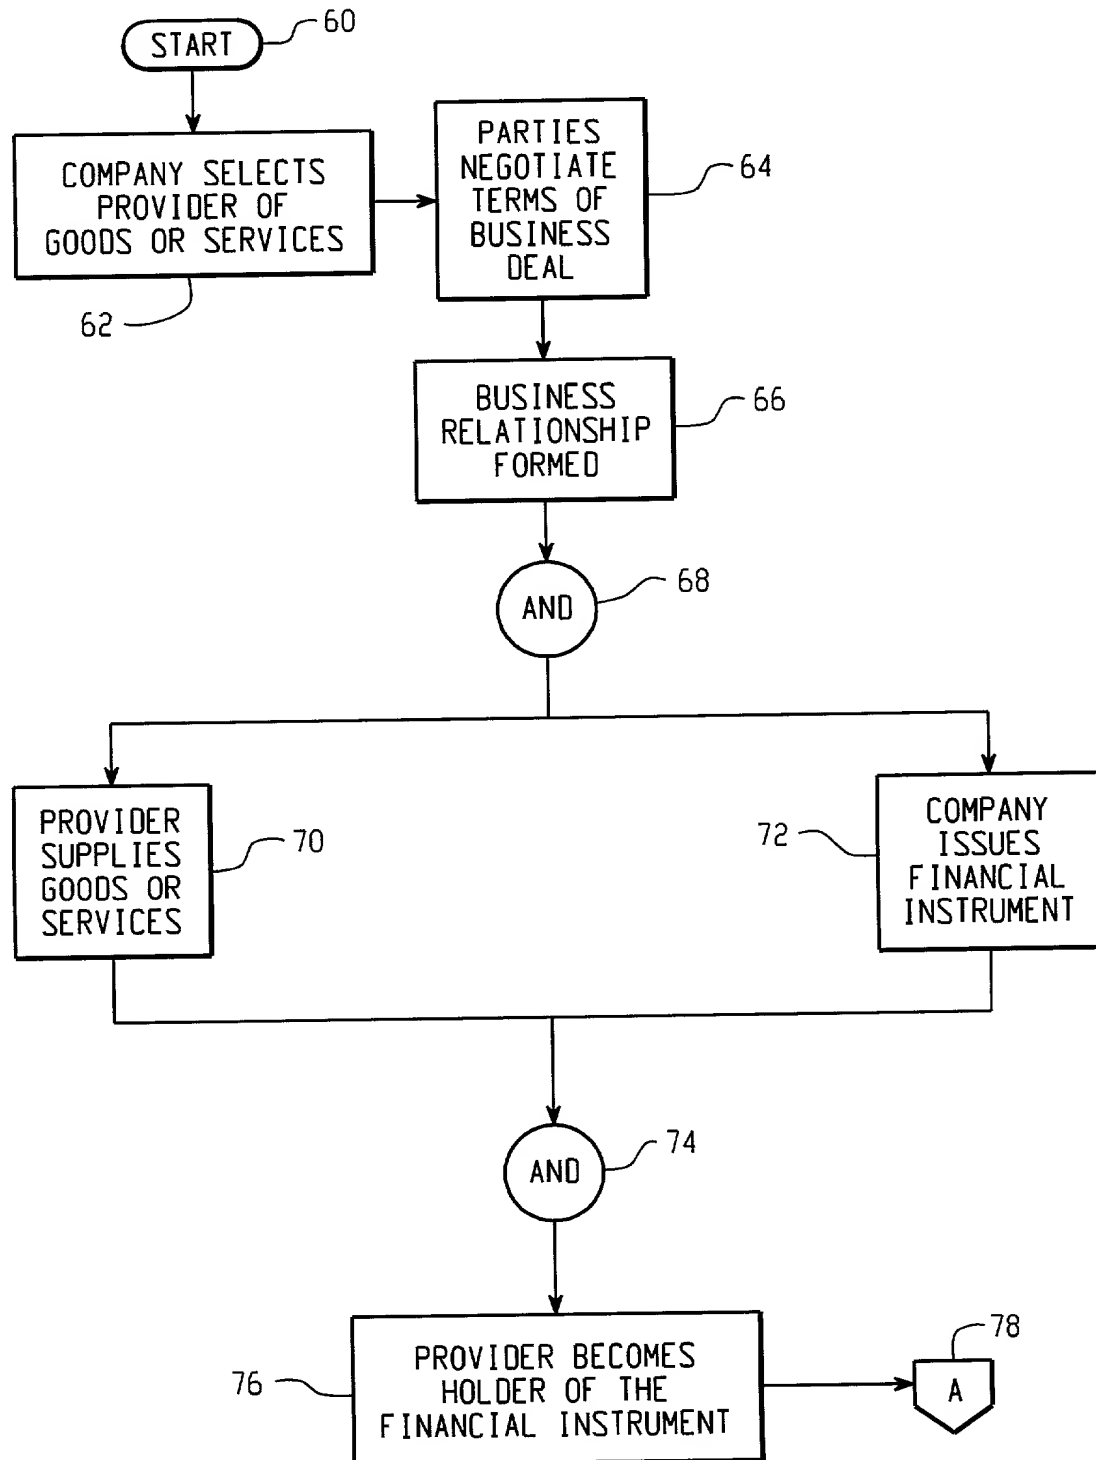 START
60
COMPANY SELECTS
PROVIDER OF
GOODS OR SERVICES
62
PARTIES
NEGOTIATE
TERMS OF
BUSINESS
DEAL
64
BUSINESS
RELATIONSHIP
FORMED
66
AND
68
PROVIDER
SUPPLIES
GOODS OR
SERVICES
70
72
COMPANY
ISSUES
FINANCIAL
INSTRUMENT
AND
74
76
PROVIDER BECOMES
HOLDER OF THE
FINANCIAL INSTRUMENT
78
A